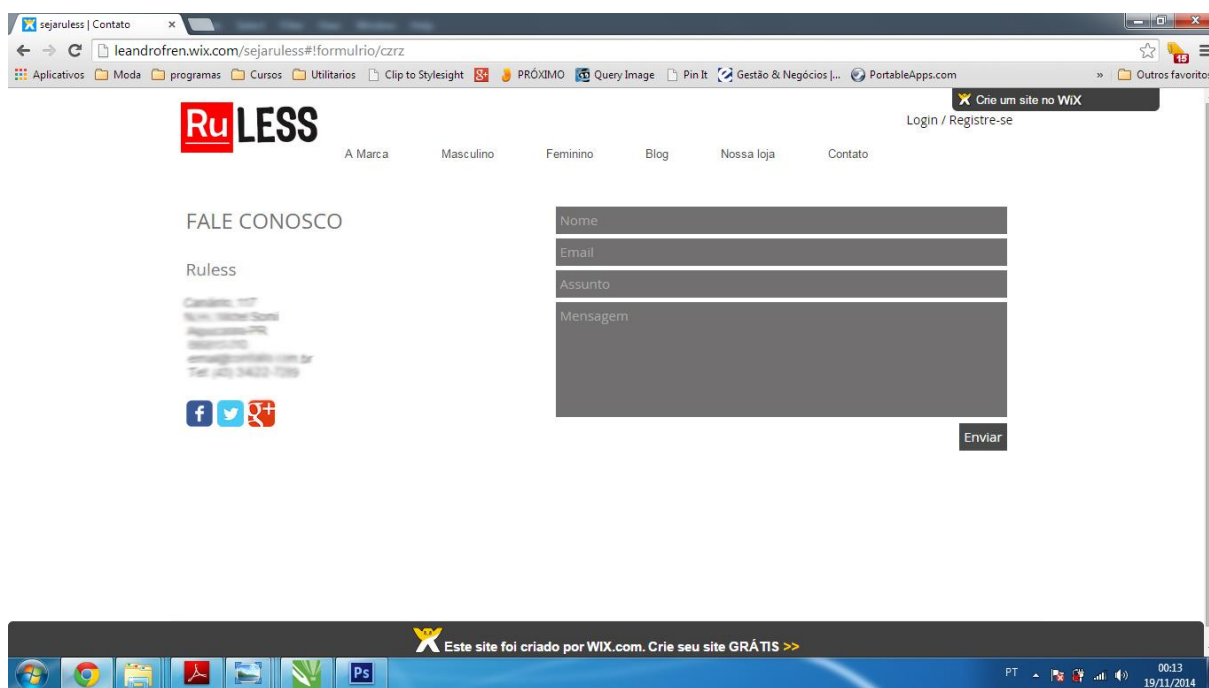 sejaruless | Contato
leandrofren.wix.com/sejaruless#!formulrio/czrz
Aplicativos Moda programas Cursos Utilitarios Clip to Stylesight PRÓXIMO Query Image Pin It Gestão & Negócios |... PortableApps.com » Outros favoritos
15
Crie um site no WiX
Login / Registre-se
RuLESS
A Marca Masculino Feminino Blog Nossa loja Contato
FALE CONOSCO
Ruless
Nome
Email
Assunto
Mensagem
Enviar
Este site foi criado por WIX.com. Crie seu site GRÁTIS >>
Ps
PT 00:13
19/11/2014